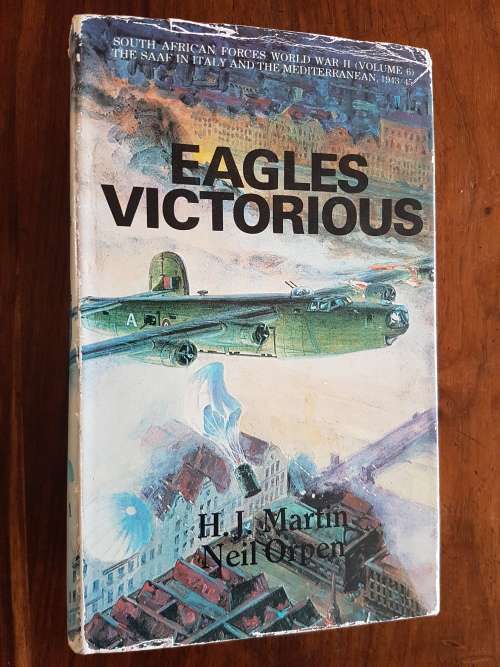 SOUTH AFRICAN FORCES WORLD WAR II (VOLUME 6)
THE SAAF IN ITALY AND THE MEDITERRANEAN, 1943/45
EAGLES
VICTORIOUS
A
H. J. Martin
Neil Orpen